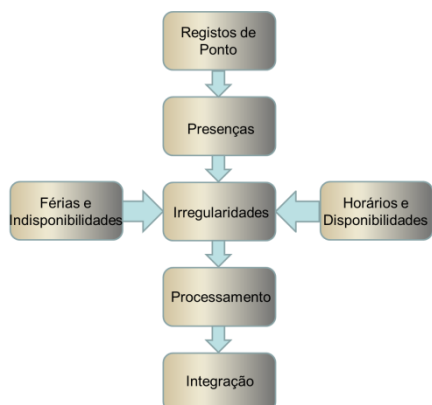 Registos de
Ponto
Presenças
Férias e
Indisponibilidades
Irregularidades
Horários e
Disponibilidades
Processamento
Integração